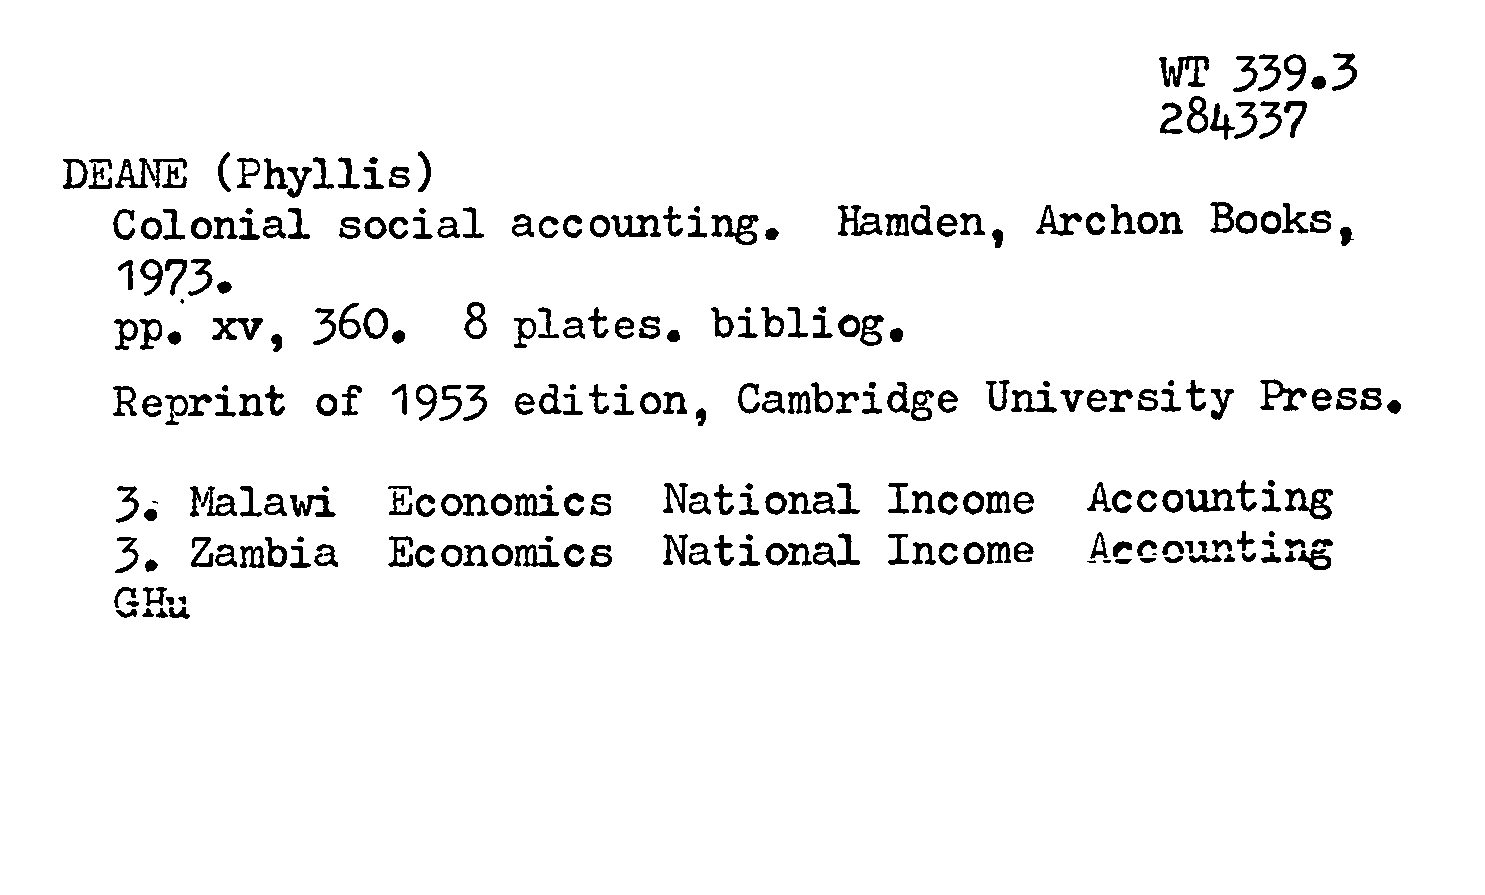 WT 339.3
284337
DEANE (Phyllis)
Colonial social accounting. Hamden, Archon Books,
1973.
pp. xv, 360. 8 plates. bibliog.
Reprint of 1953 edition, Cambridge University Press.
3. Malawi Economics National Income Accounting
3. Zambia Economics National Income Accounting
GHu